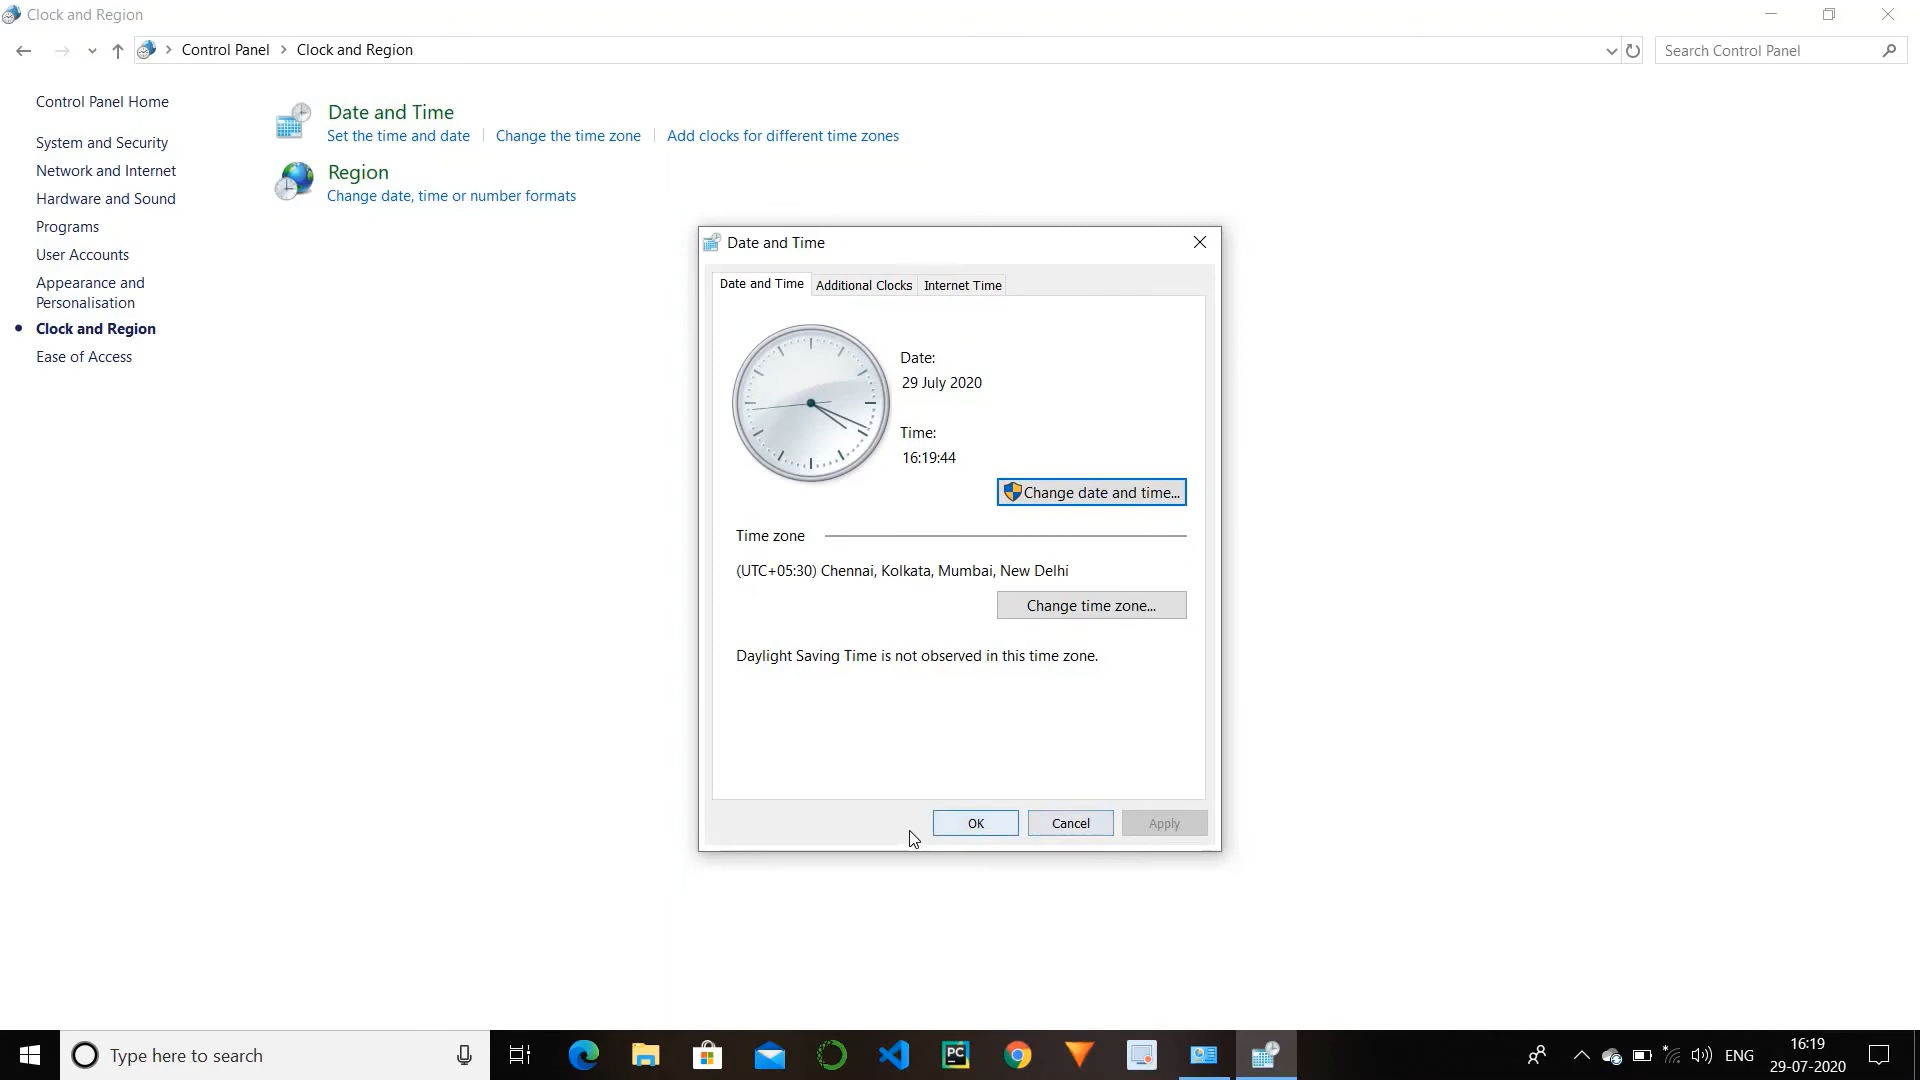 Clock and Region
Control Panel Clock and Region
Search Control Panel
Control Panel Home
System and Security
Network and Internet
Hardware and Sound
Programs
User Accounts
Appearance and
Personalisation
Clock and Region
Ease of Access
Date and Time
Set the time and date Change the time zone Add clocks for different time zones
Region
Change date, time or number formats
Date and Time
Date and Time Additional Clocks Internet Time
Date:
29 July 2020
Time:
16:19:44
Change date and time...
Time zone
(UTC+05:30) Chennai, Kolkata, Mumbai, New Delhi
Change time zone...
Daylight Saving Time is not observed in this time zone.
OK Cancel Apply
Type here to search
PC
ENG
16:19
29-07-2020